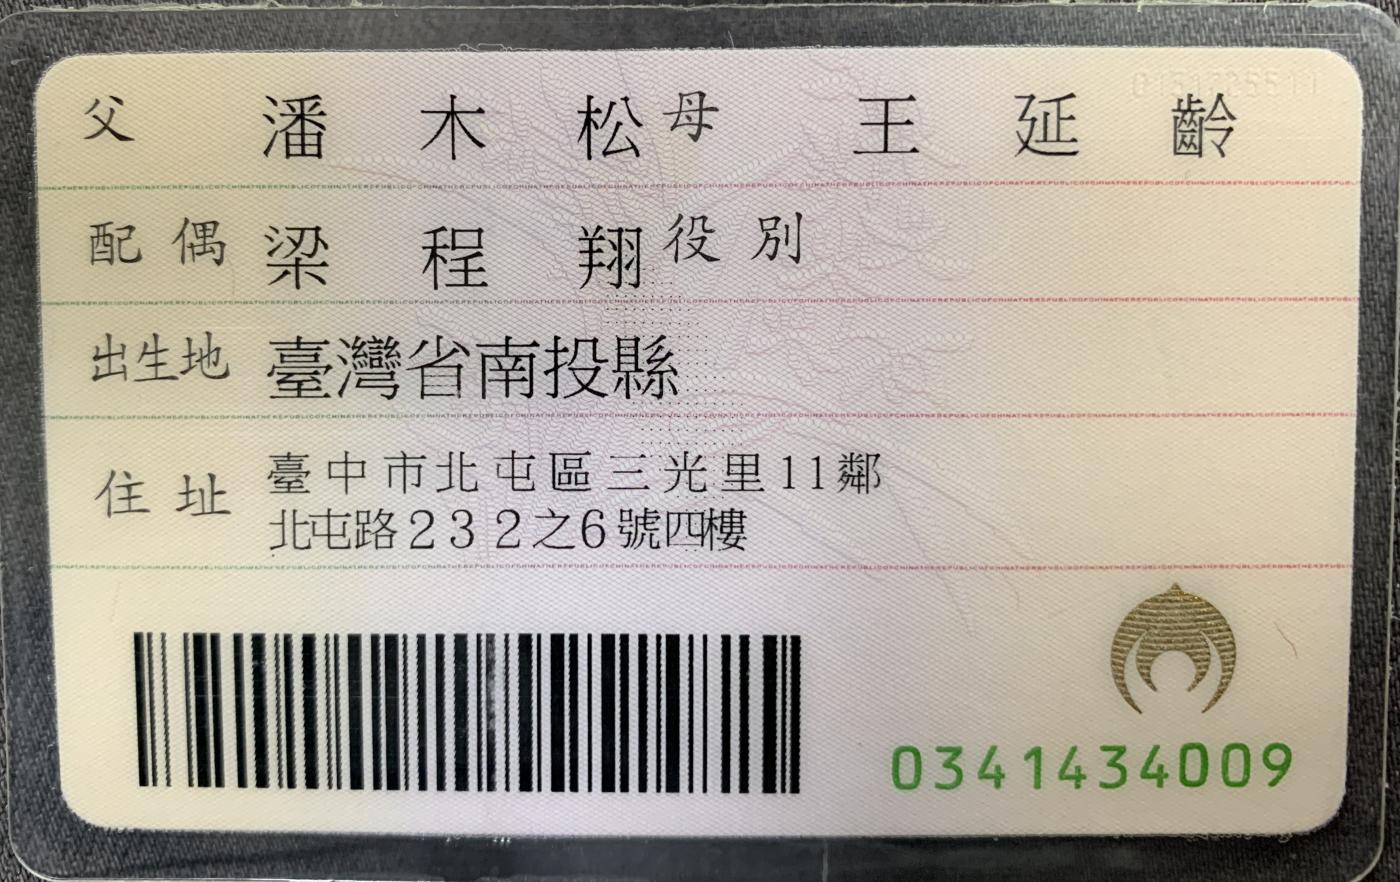 父 潘木松 母 王延齡
配偶 梁程翔 役別
出生地 臺灣省南投縣
住址 臺中市北屯區三光里11鄰
北屯路232之6號四樓
0341434009